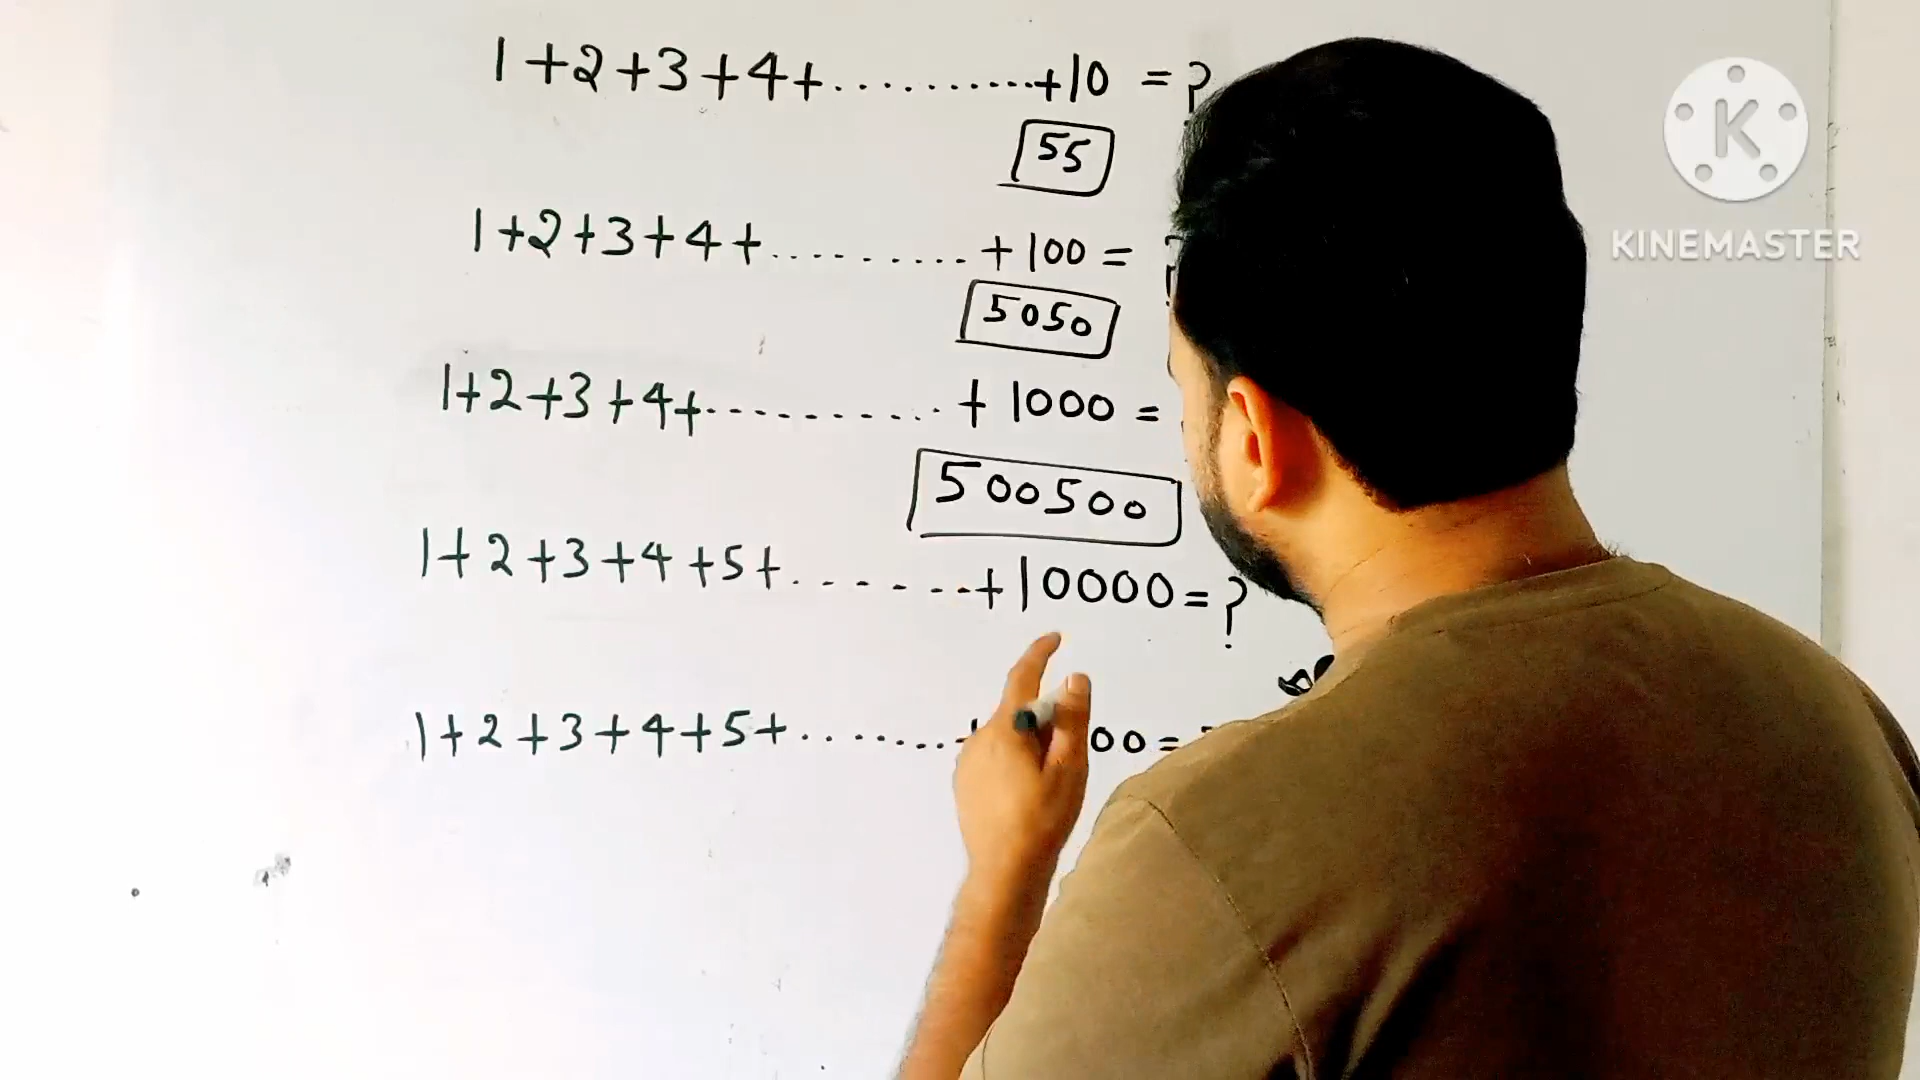 1+2+3+4+...........+10 = ?
55
1+2+3+4+..........+100 =
5050
1+2+3+4+...........+1000 =
500500
1+2+3+4+5+.......+10000=?
1+2+3+4+5+........+ 00=
K
KINEMASTER